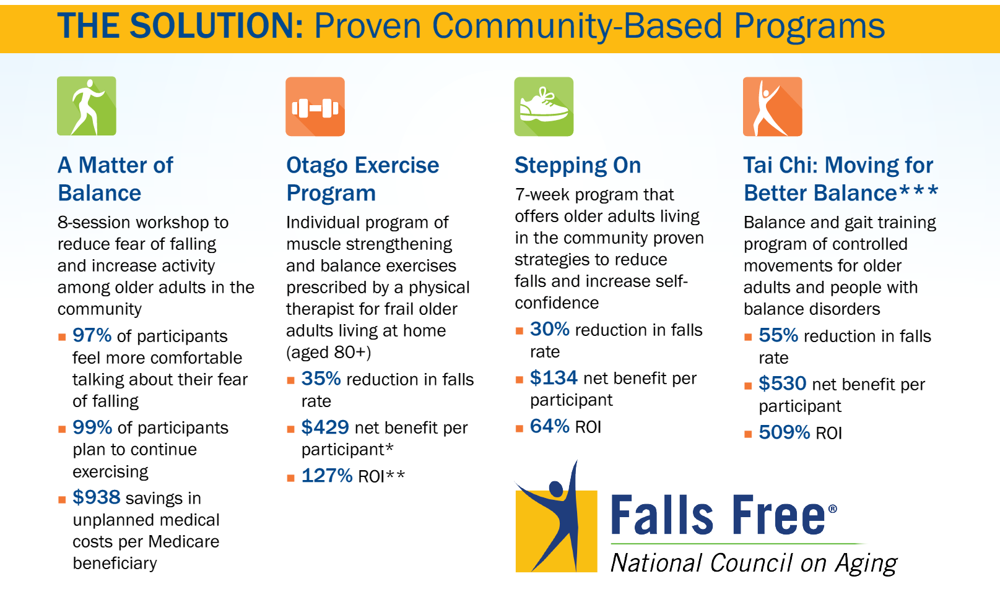 THE SOLUTION: Proven Community-Based Programs
A Matter of
Balance
8-session workshop to
reduce fear of falling
and increase activity
among older adults in the
community
97% of participants
feel more comfortable
talking about their fear
of falling
99% of participants
plan to continue
exercising
$938 savings in
unplanned medical
costs per Medicare
beneficiary
Otago Exercise
Program
Individual program of
muscle strengthening
and balance exercises
prescribed by a physical
therapist for frail older
adults living at home
(aged 80+)
35% reduction in falls
rate
$429 net benefit per
participant*
127% ROI**
Stepping On
7-week program that
offers older adults living
in the community proven
strategies to reduce
falls and increase self-
confidence
30% reduction in falls
rate
$134 net benefit per
participant
64% ROI
Tai Chi: Moving for
Better Balance***
Balance and gait training
program of controlled
movements for older
adults and people with
balance disorders
55% reduction in falls
rate
$530 net benefit per
participant
509% ROI
Falls Free®
National Council on Aging